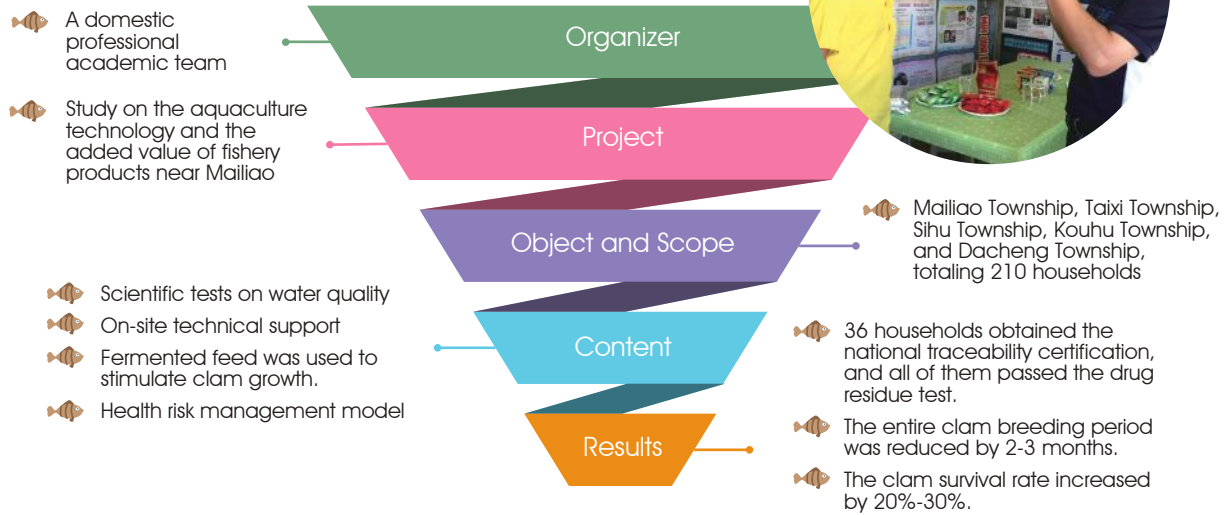 A domestic
professional
academic team
Organizer
Study on the aquaculture
technology and the
added value of fishery
products near Mailiao
Project
Object and Scope
Mailiao Township, Taixi Township,
Sihu Township, Kouhu Township,
and Dacheng Township,
totaling 210 households
Scientific tests on water quality
On-site technical support
Fermented feed was used to
stimulate clam growth.
Health risk management model
Content
36 households obtained the
national traceability certification,
and all of them passed the drug
residue test.
The entire clam breeding period
was reduced by 2-3 months.
The clam survival rate increased
by 20%-30%.
Results